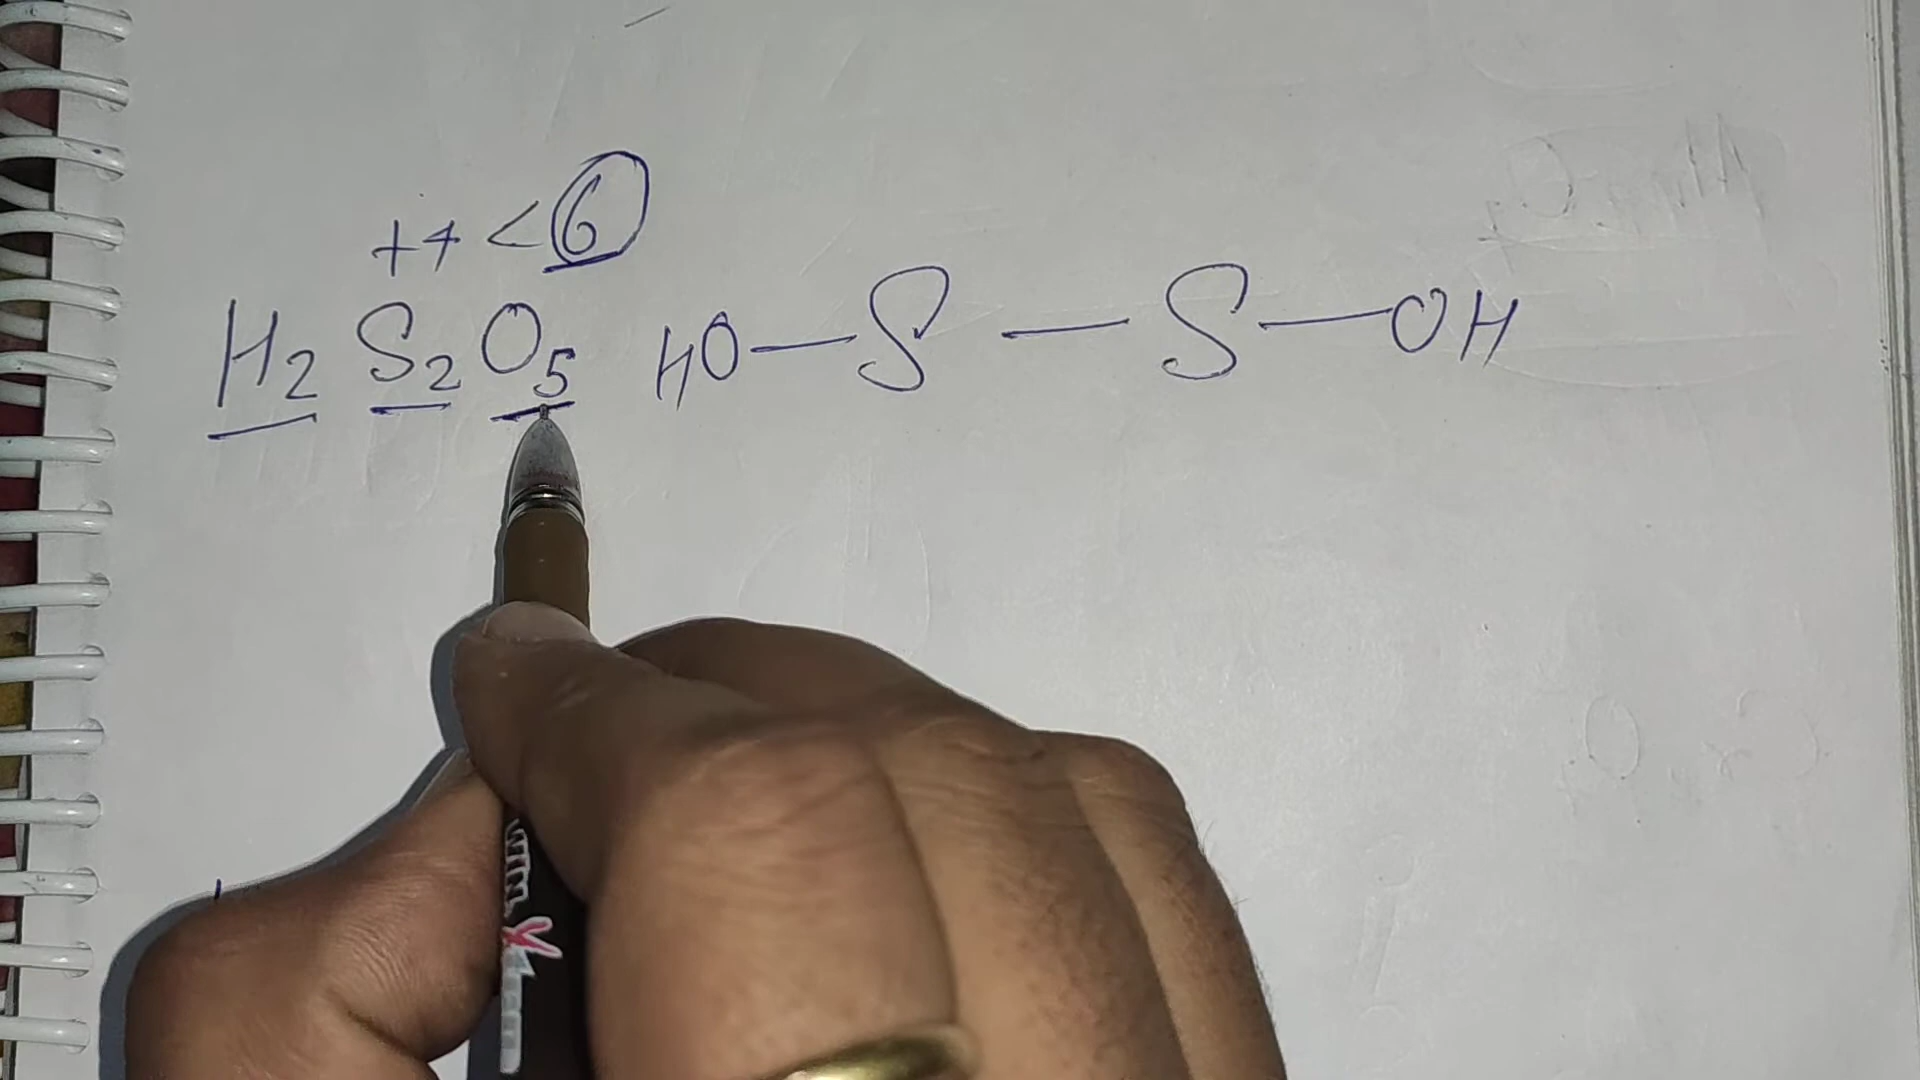 +4 < 6
H2 S2 O5 HO — S — S — OH